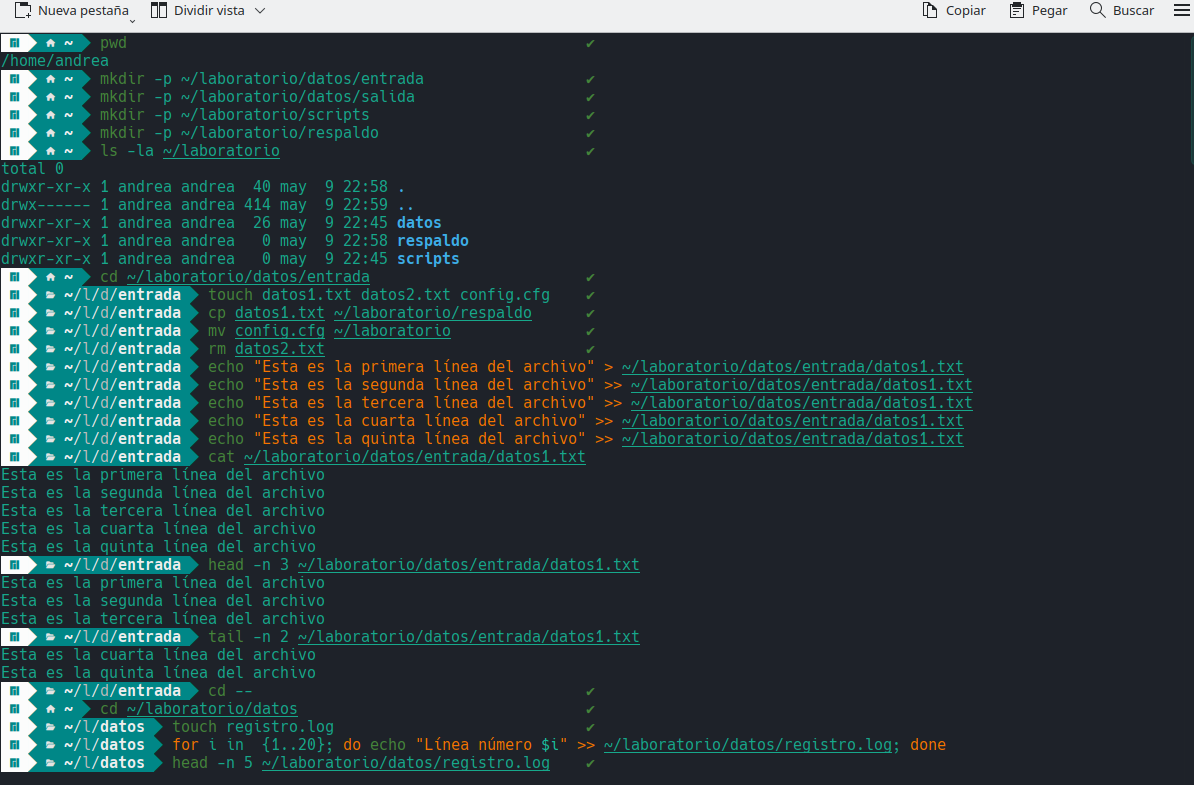 Nueva pestaña Dividir vista Copiar Pegar Buscar
~ pwd ✔
/home/andrea
~ mkdir -p ~/laboratorio/datos/entrada ✔
~ mkdir -p ~/laboratorio/datos/salida ✔
~ mkdir -p ~/laboratorio/scripts ✔
~ mkdir -p ~/laboratorio/respaldo ✔
~ ls -la ~/laboratorio ✔
total 0
drwxr-xr-x 1 andrea andrea  40 may  9 22:58 .
drwx------ 1 andrea andrea 414 may  9 22:59 ..
drwxr-xr-x 1 andrea andrea  26 may  9 22:45 datos
drwxr-xr-x 1 andrea andrea   0 may  9 22:58 respaldo
drwxr-xr-x 1 andrea andrea   0 may  9 22:45 scripts
~ cd ~/laboratorio/datos/entrada ✔
~/l/d/entrada touch datos1.txt datos2.txt config.cfg ✔
~/l/d/entrada cp datos1.txt ~/laboratorio/respaldo ✔
~/l/d/entrada mv config.cfg ~/laboratorio ✔
~/l/d/entrada rm datos2.txt ✔
~/l/d/entrada echo "Esta es la primera línea del archivo" > ~/laboratorio/datos/entrada/datos1.txt
~/l/d/entrada echo "Esta es la segunda línea del archivo" >> ~/laboratorio/datos/entrada/datos1.txt
~/l/d/entrada echo "Esta es la tercera línea del archivo" >> ~/laboratorio/datos/entrada/datos1.txt
~/l/d/entrada echo "Esta es la cuarta línea del archivo" >> ~/laboratorio/datos/entrada/datos1.txt
~/l/d/entrada echo "Esta es la quinta línea del archivo" >> ~/laboratorio/datos/entrada/datos1.txt
~/l/d/entrada cat ~/laboratorio/datos/entrada/datos1.txt
Esta es la primera línea del archivo
Esta es la segunda línea del archivo
Esta es la tercera línea del archivo
Esta es la cuarta línea del archivo
Esta es la quinta línea del archivo
~/l/d/entrada head -n 3 ~/laboratorio/datos/entrada/datos1.txt
Esta es la primera línea del archivo
Esta es la segunda línea del archivo
Esta es la tercera línea del archivo
~/l/d/entrada tail -n 2 ~/laboratorio/datos/entrada/datos1.txt
Esta es la cuarta línea del archivo
Esta es la quinta línea del archivo
~/l/d/entrada cd -- ✔
~ cd ~/laboratorio/datos ✔
~/l/datos touch registro.log ✔
~/l/datos for i in  {1..20}; do echo "Línea número $i" >> ~/laboratorio/datos/registro.log; done
~/l/datos head -n 5 ~/laboratorio/datos/registro.log ✔